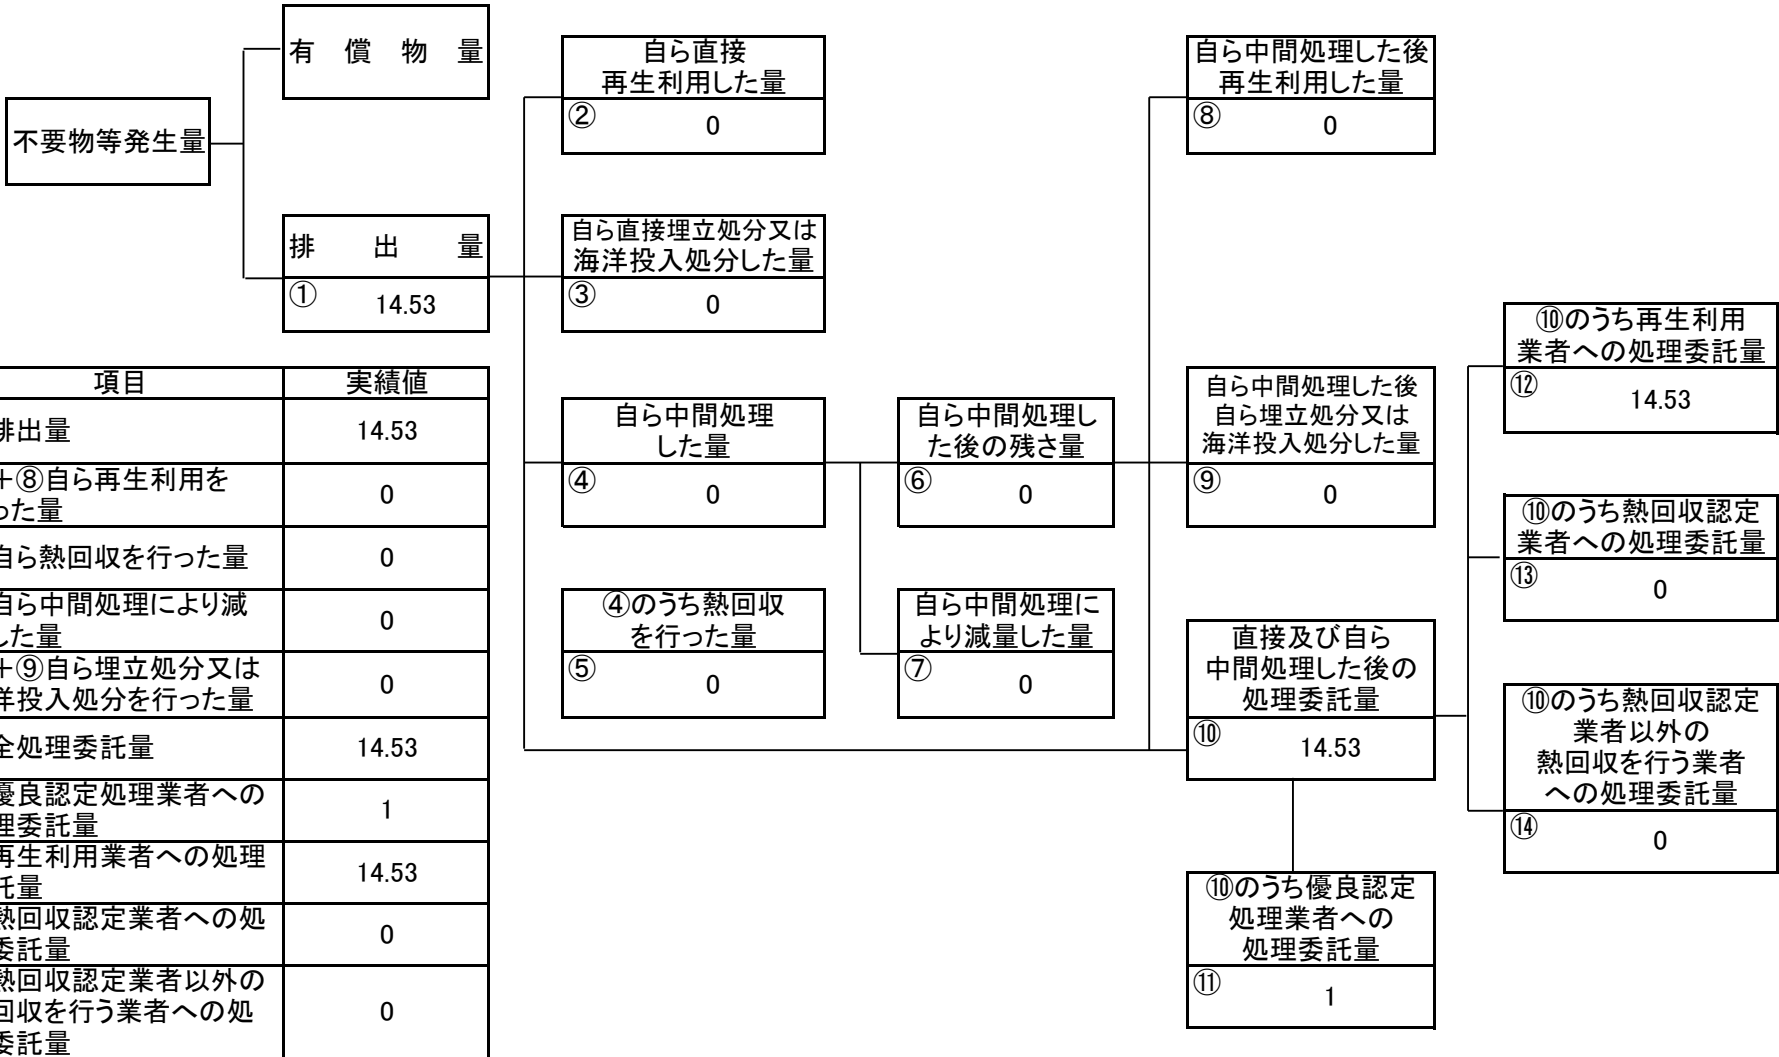 有償物量
不要物等発生量
排出量
① 14.53
自ら直接
再生利用した量
② 0
自ら直接埋立処分又は
海洋投入処分した量
③ 0
自ら中間処理
した量
④ 0
④のうち熱回収
を行った量
⑤ 0
自ら中間処理し
た後の残さ量
⑥ 0
自ら中間処理に
より減量した量
⑦ 0
自ら中間処理した後
再生利用した量
⑧ 0
自ら中間処理した後
自ら埋立処分又は
海洋投入処分した量
⑨ 0
直接及び自ら
中間処理した後の
処理委託量
⑩ 14.53
⑩のうち優良認定
処理業者への
処理委託量
⑪ 1
⑩のうち再生利用
業者への処理委託量
⑫ 14.53
⑩のうち熱回収認定
業者への処理委託量
⑬ 0
⑩のうち熱回収認定
業者以外の
熱回収を行う業者
への処理委託量
⑭ 0
項目 実績値
排出量 14.53
+⑧自ら再生利用を
った量 0
自ら熱回収を行った量 0
自ら中間処理により減
した量 0
+⑨自ら埋立処分又は
洋投入処分を行った量 0
全処理委託量 14.53
優良認定処理業者への
理委託量 1
再生利用業者への処理
託量 14.53
熱回収認定業者への処
委託量 0
熱回収認定業者以外の
回収を行う業者への処
委託量 0